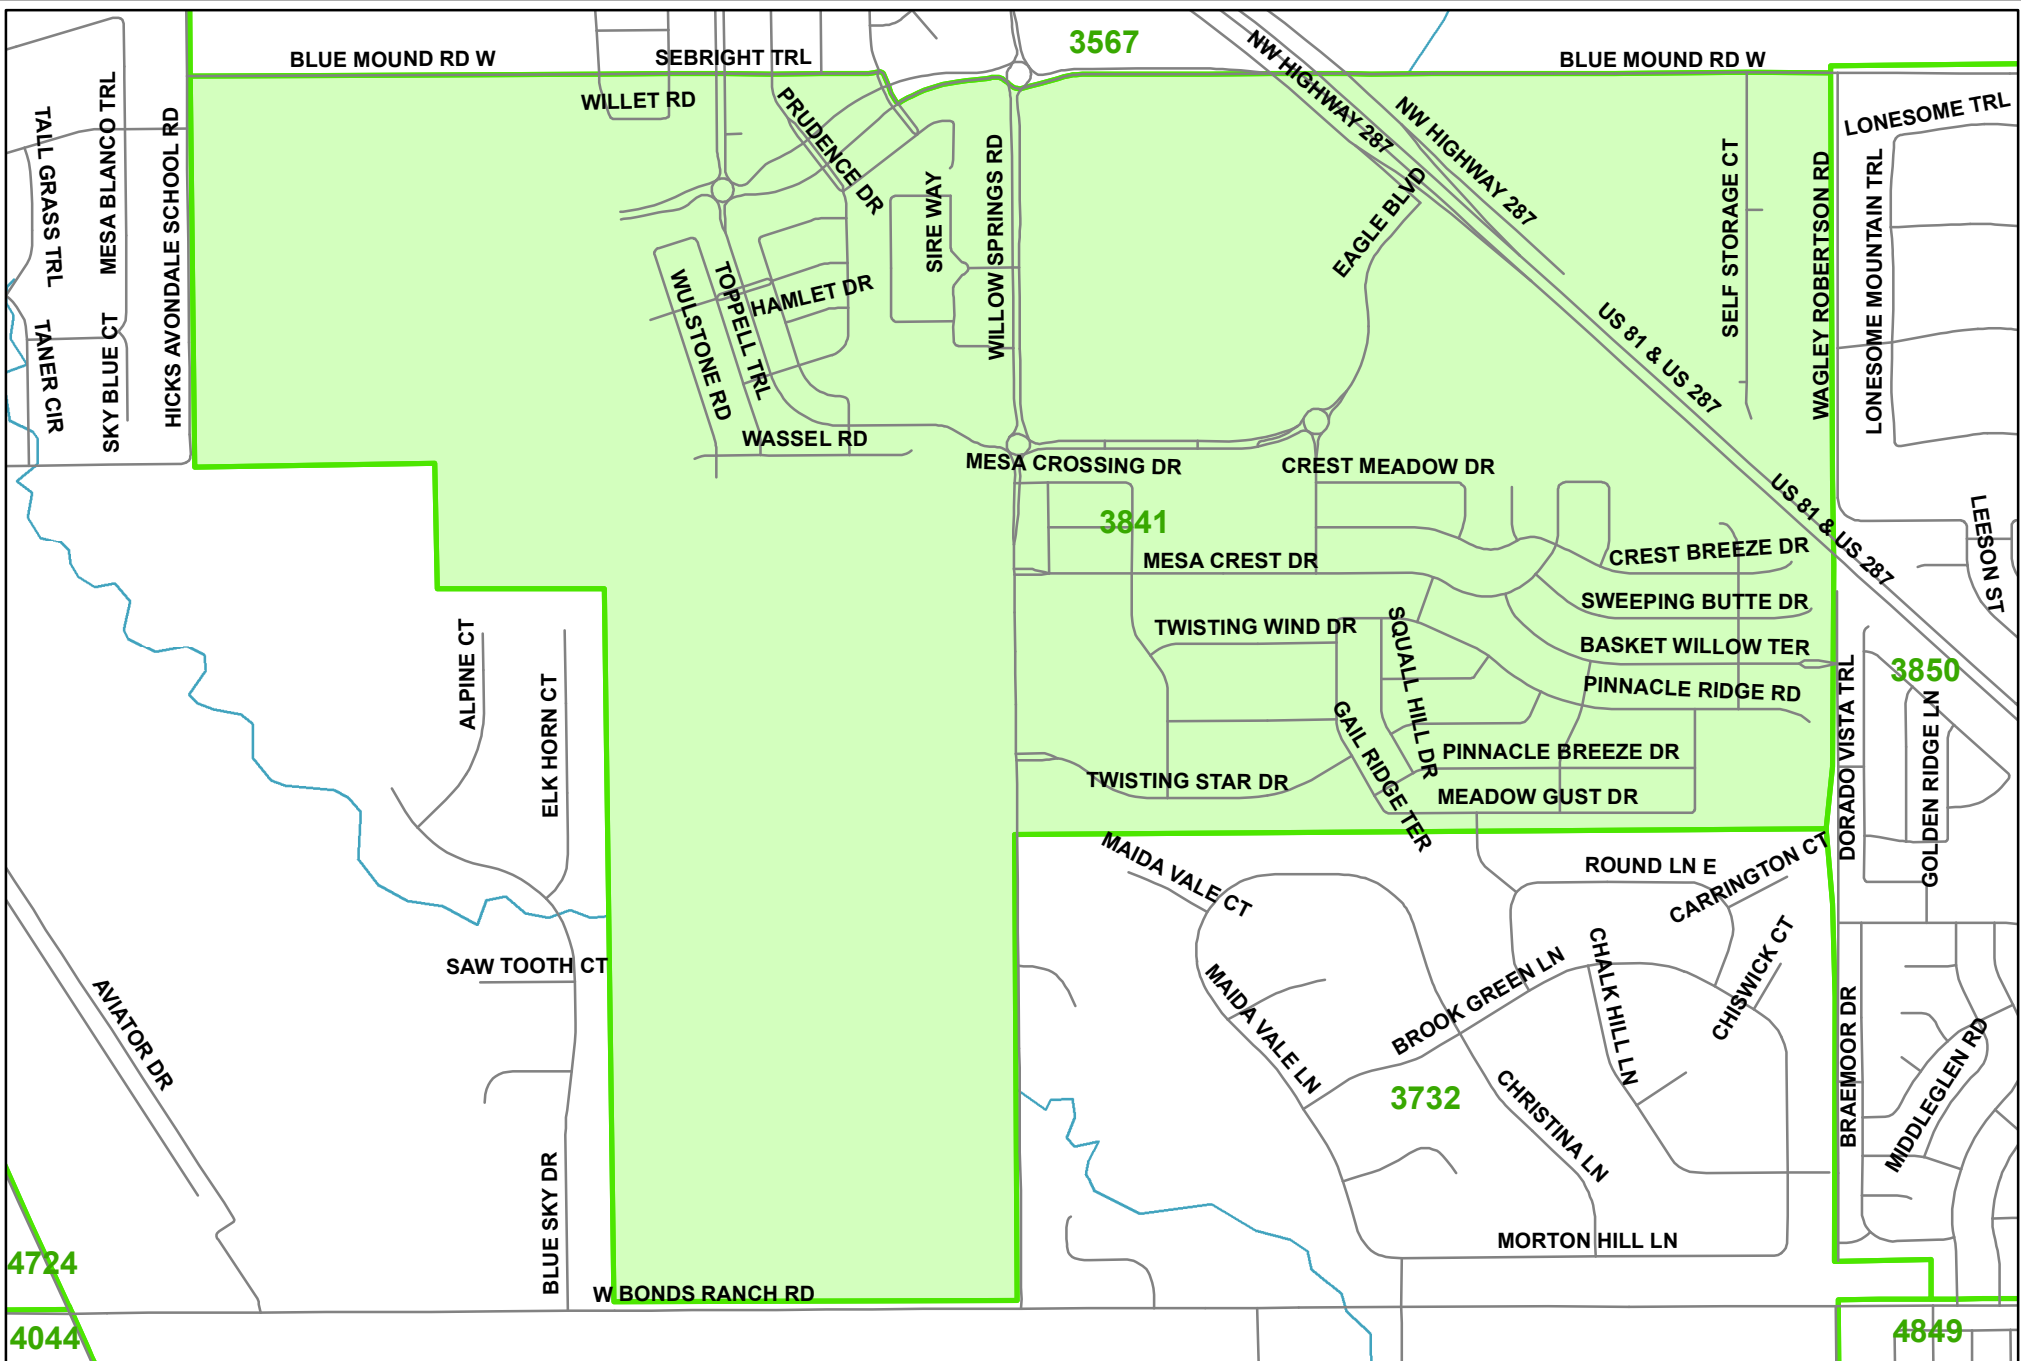 3567
BLUE MOUND RD W
SEBRIGHT TRL
BLUE MOUND RD W
NW HIGHWAY 287
NW HIGHWAY 287
WILLET RD
PRUDENCE DR
LONESOME TRL
TALL GRASS TRL
MESA BLANCO TRL
HICKS AVONDALE SCHOOL RD
SIRE WAY
WILLOW SPRINGS RD
EAGLE BLVD
SELF STORAGE CT
WAGLEY ROBERTSON RD
LONESOME MOUNTAIN TRL
WULSTONE RD
TOPPELL TRL
HAMLET DR
TANER CIR
SKY BLUE CT
US 81 & US 287
WASSEL RD
MESA CROSSING DR
CREST MEADOW DR
US 81 & US 287
3841
LEESON ST
MESA CREST DR
CREST BREEZE DR
SWEEPING BUTTE DR
TWISTING WIND DR
SQUALL HILL DR
BASKET WILLOW TER
ALPINE CT
ELK HORN CT
3850
PINNACLE RIDGE RD
DORADO VISTA TRL
GOLDEN RIDGE LN
GAIL RIDGE TER
PINNACLE BREEZE DR
TWISTING STAR DR
MEADOW GUST DR
MAIDA VALE CT
ROUND LN E
CARRINGTON CT
SAW TOOTH CT
AVIATOR DR
MAIDA VALE LN
BROOK GREEN LN
CHALK HILL LN
CHISWICK CT
BRAEMOOR DR
MIDDLEGLEN RD
3732
CHRISTINA LN
BLUE SKY DR
MORTON HILL LN
4724
W BONDS RANCH RD
4044
4849